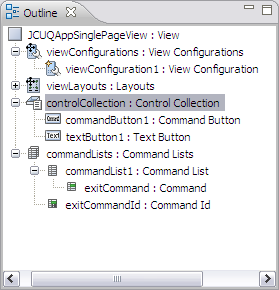 Outline
JCUQAppSinglePageView : View
viewConfigurations : View Configurations
viewConfiguration1 : View Configuration
viewLayouts : Layouts
controlCollection : Control Collection
Cmd commandButton1 : Command Button
Text textButton1 : Text Button
commandLists : Command Lists
commandList1 : Command List
exitCommand : Command
exitCommandId : Command Id